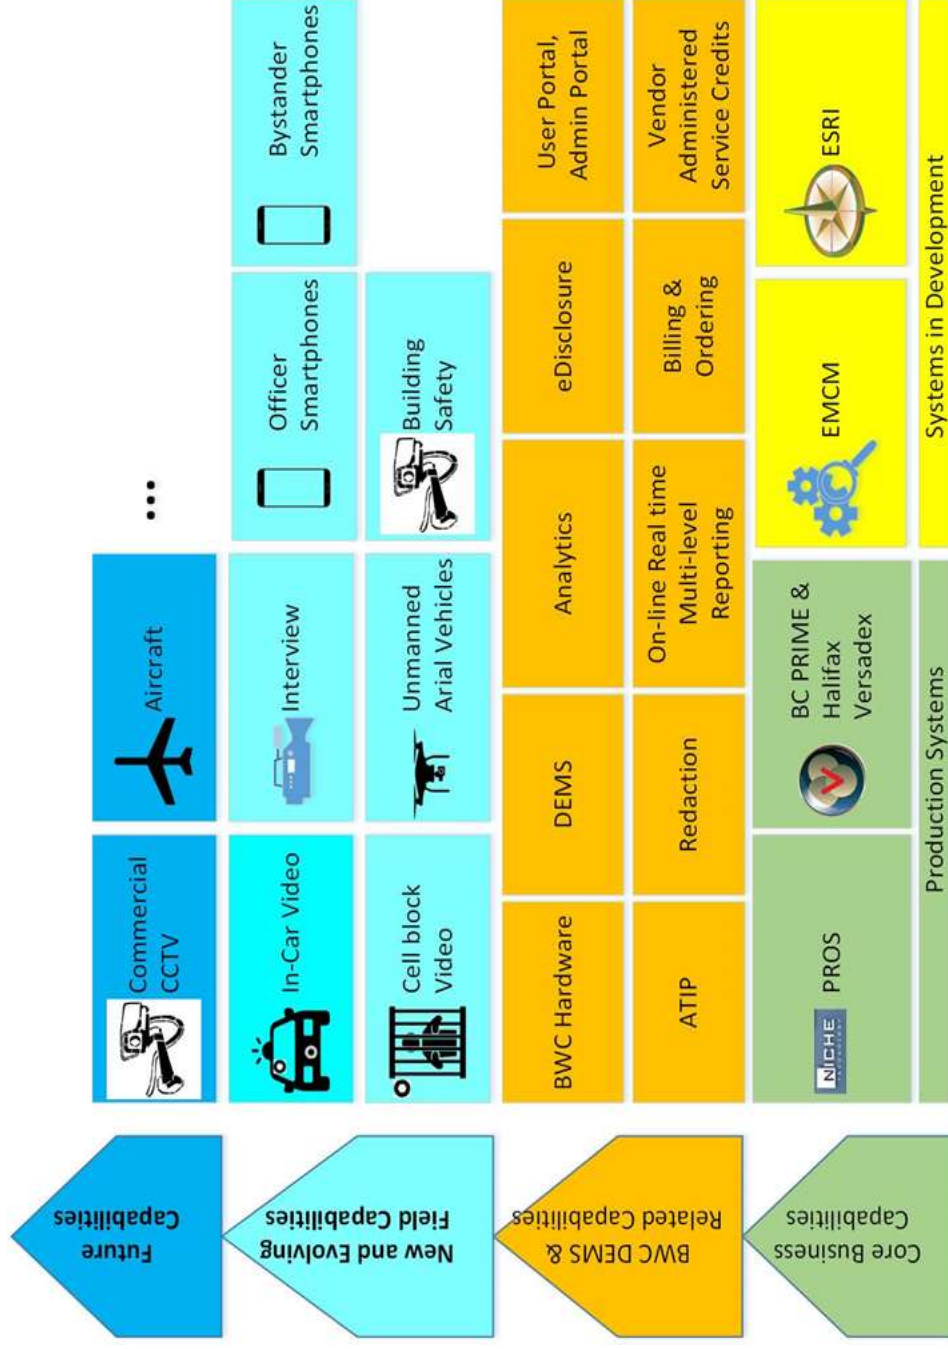 Future
Capabilities
Commercial
CCTV
Aircraft
...
New and Evolving
Field Capabilities
In-Car Video
Interview
Officer
Smartphones
Bystander
Smartphones
Cell block
Video
Unmanned
Arial Vehicles
Building
Safety
BWC DEMS &
Related Capabilities
BWC Hardware
DEMS
Analytics
eDisclosure
User Portal,
Admin Portal
ATIP
Redaction
On-line Real time
Multi-level
Reporting
Billing &
Ordering
Vendor
Administered
Service Credits
Core Business
Capabilities
NICHE
PROS
V
BC PRIME &
Halifax
Versadex
EMCM
ESRI
Production Systems
Systems in Development